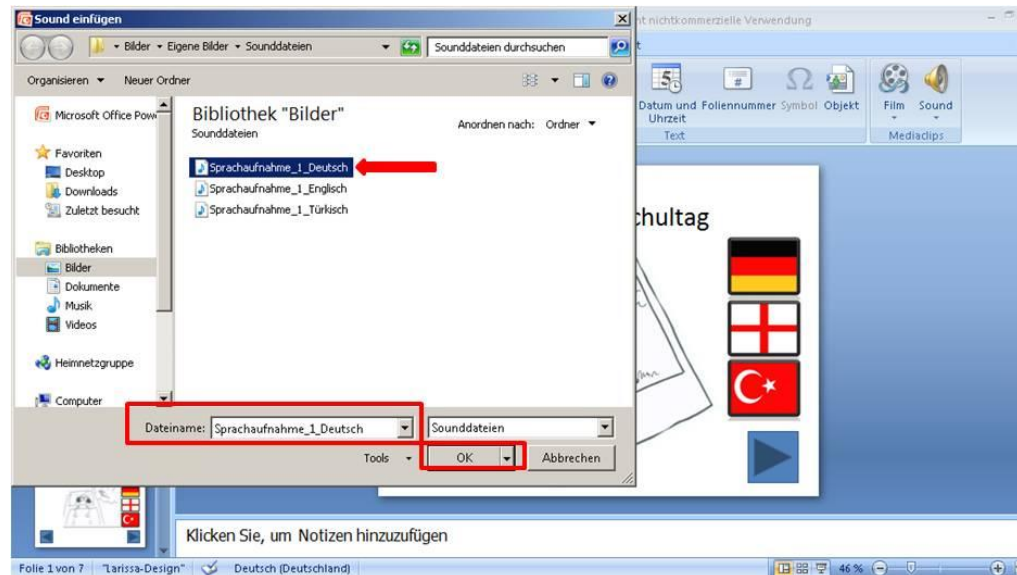 Sound einfügen
nt nichtkommerzielle Verwendung
Bilder Eigene Bilder Sounddateien
Sounddateien durchsuchen
t
Organisieren Neuer Ordner
Microsoft Office Pow
Favoriten
Desktop
Downloads
Zuletzt besucht
Bibliotheken
Bilder
Dokumente
Musik
Videos
Heimnetzgruppe
Computer
Bibliothek "Bilder"
Sounddateien
Anordnen nach: Ordner
Sprachaufnahme_1_Deutsch
Sprachaufnahme_1_Englisch
Sprachaufnahme_1_Türkisch
Dateiname: Sprachaufnahme_1_Deutsch
Sounddateien
Tools OK Abbrechen
5
#
Ω
Datum und Uhrzeit
Foliennummer Symbol Objekt
Text
Film Sound
Mediaclips
chultag
Klicken Sie, um Notizen hinzuzufügen
Folie 1 von 7 "Larissa-Design" Deutsch (Deutschland) 46 %